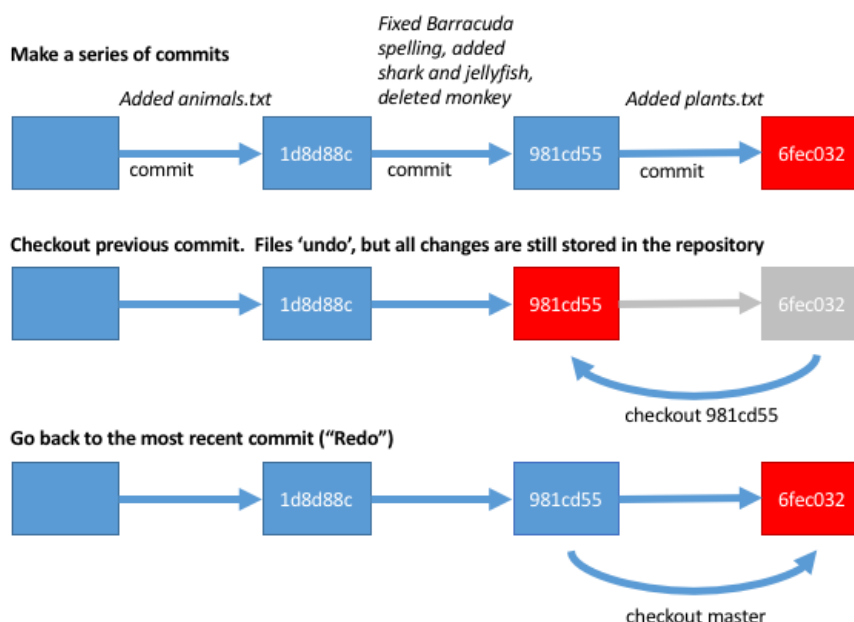 Make a series of commits
Fixed Barracuda
spelling, added
shark and jellyfish,
deleted monkey
Added animals.txt
Added plants.txt
1d8d88c
981cd55
6fec032
commit
commit
commit
Checkout previous commit.  Files ‘undo’, but all changes are still stored in the repository
1d8d88c
981cd55
6fec032
checkout 981cd55
Go back to the most recent commit (“Redo”)
1d8d88c
981cd55
6fec032
checkout master